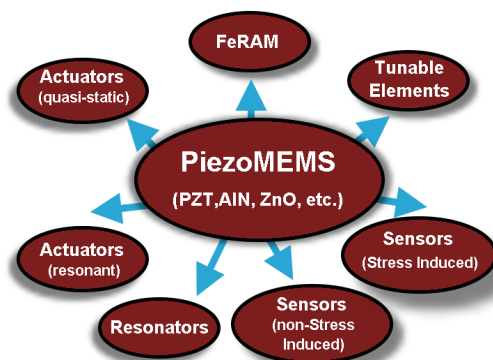 FeRAM
Actuators
(quasi-static)
Tunable
Elements
PiezoMEMS
(PZT,AlN, ZnO, etc.)
Actuators
(resonant)
Sensors
(Stress Induced)
Resonators
Sensors
(non-Stress
Induced)